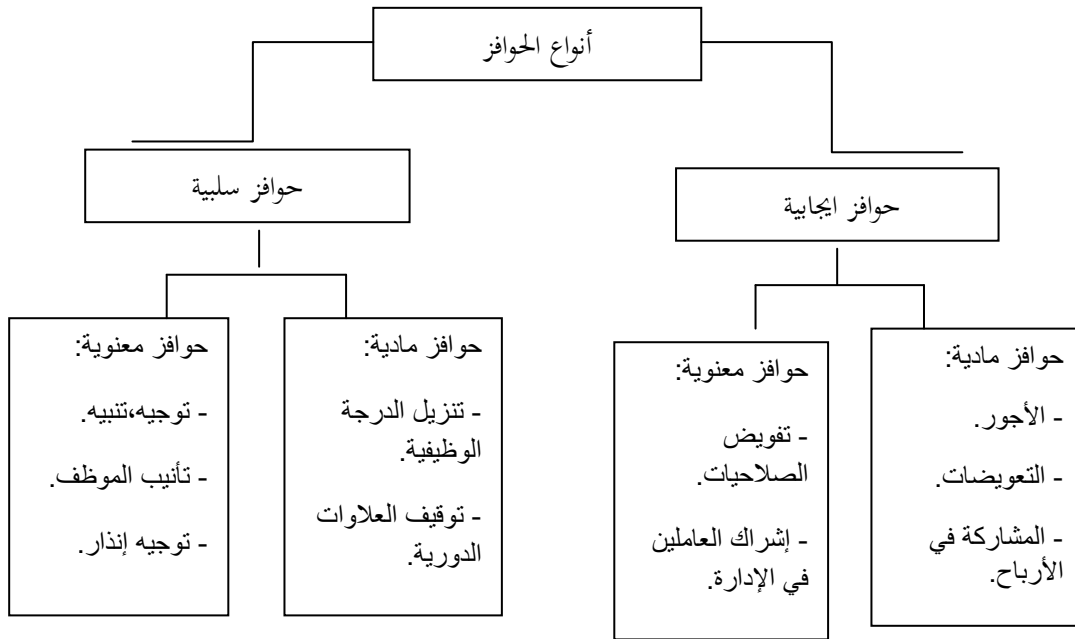 أنواع الحوافز
حوافز ايجابية
حوافز سلبية
حوافز مادية:
- الأجور.
- التعويضات.
- المشاركة في
الأرباح.
حوافز معنوية:
- تفويض
الصلاحيات.
- إشراك العاملين
في الإدارة.
حوافز مادية:
- تنزيل الدرجة
الوظيفية.
- توقيف العلاوات
الدورية.
حوافز معنوية:
- توجيه،تنبيه.
- تأنيب الموظف.
- توجيه إنذار.